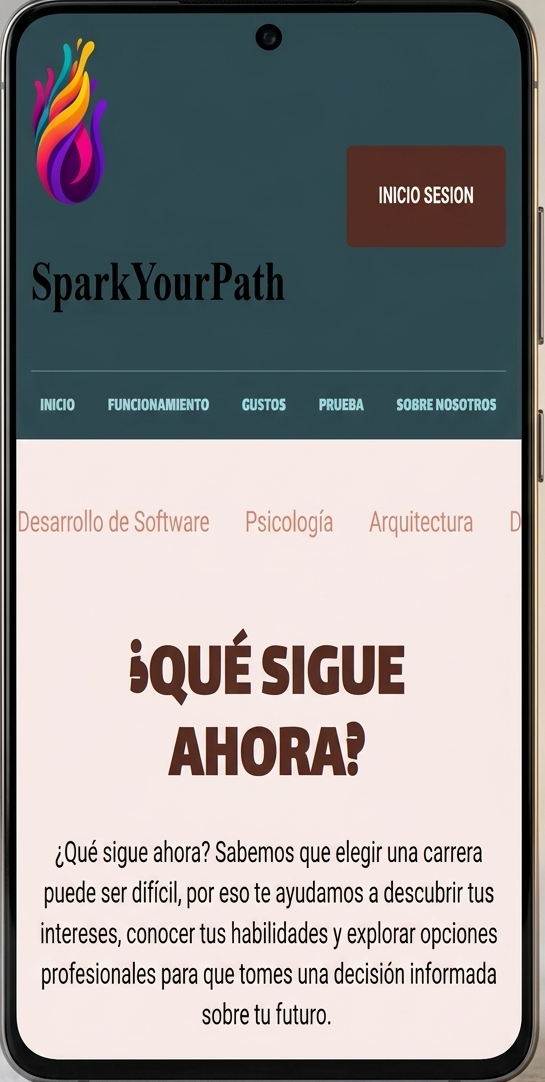 INICIO SESION
SparkYourPath
INICIO FUNCIONAMIENTO GUSTOS PRUEBA SOBRE NOSOTROS
Desarrollo de Software Psicología Arquitectura D
¿QUÉ SIGUE
AHORA?
¿Qué sigue ahora? Sabemos que elegir una carrera
puede ser difícil, por eso te ayudamos a descubrir tus
intereses, conocer tus habilidades y explorar opciones
profesionales para que tomes una decisión informada
sobre tu futuro.